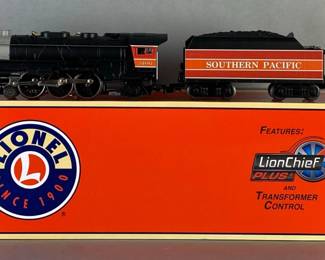 SOUTHERN PACIFIC
LIONEL
L
SINCE 1900
FEATURES:
LionChief
PLUS
AND
TRANSFORMER
CONTROL